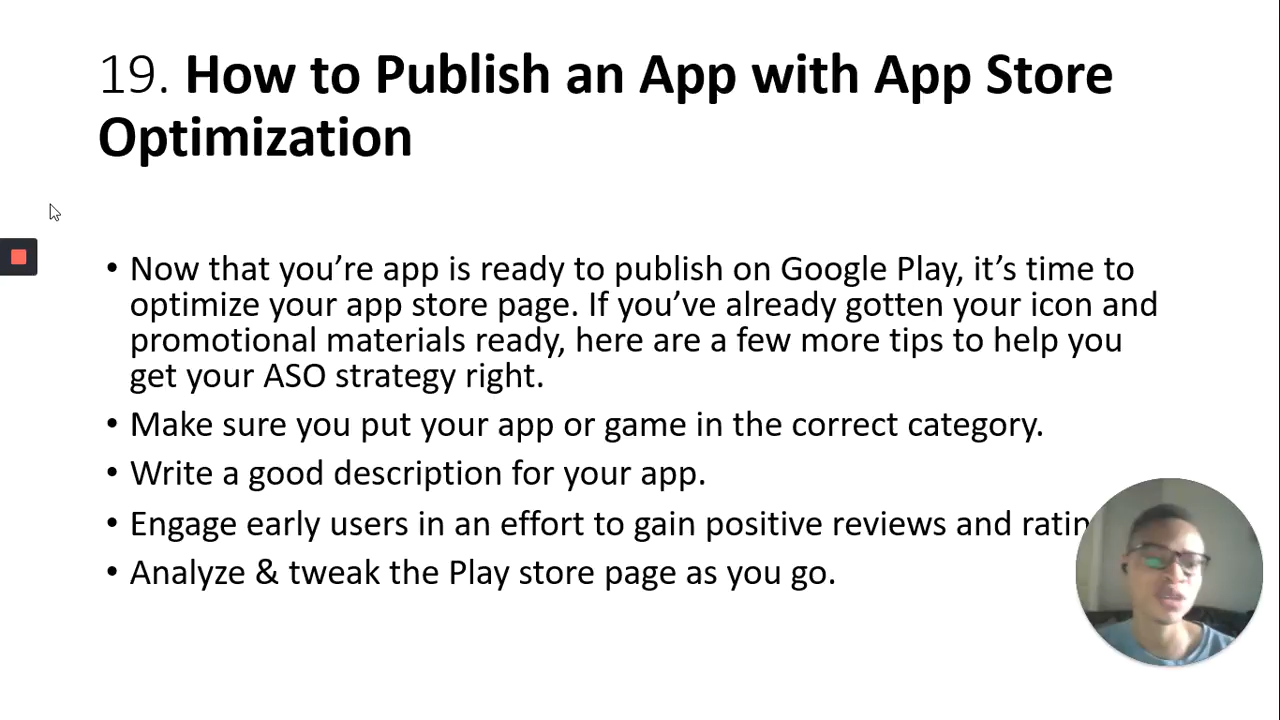 19. How to Publish an App with App Store
Optimization
• Now that you’re app is ready to publish on Google Play, it’s time to
optimize your app store page. If you’ve already gotten your icon and
promotional materials ready, here are a few more tips to help you
get your ASO strategy right.
• Make sure you put your app or game in the correct category.
• Write a good description for your app.
• Engage early users in an effort to gain positive reviews and
• Analyze & tweak the Play store page as you go.